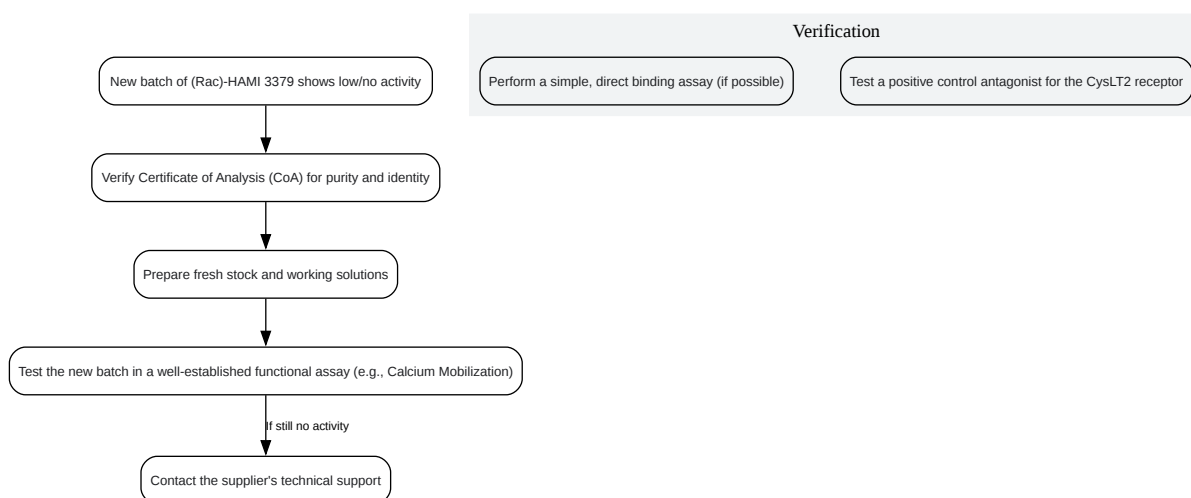 Verification
New batch of (Rac)-HAMI 3379 shows low/no activity
Perform a simple, direct binding assay (if possible)
Test a positive control antagonist for the CysLT2 receptor
Verify Certificate of Analysis (CoA) for purity and identity
Prepare fresh stock and working solutions
Test the new batch in a well-established functional assay (e.g., Calcium Mobilization)
If still no activity
Contact the supplier's technical support